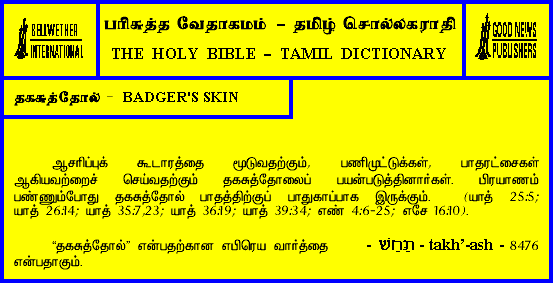 BELLWETHER
INTERNATIONAL
பரிசுத்த வேதாகமம் - தமிழ் சொல்லகராதி
THE HOLY BIBLE - TAMIL DICTIONARY
GOOD NEWS
PUBLISHERS
தகசுத்தோல் - BADGER'S SKIN
ஆசரிப்புக் கூடாரத்தை மூடுவதற்கும், பணிமுட்டுக்கள், பாதரட்சைகள்
ஆகியவற்றைச் செய்வதற்கும் தகசுத்தோலைப் பயன்படுத்தினார்கள். பிரயாணம்
பண்ணும்போது தகசுத்தோல் பாதத்திற்குப் பாதுகாப்பாக இருக்கும். (யாத் 25:5;
யாத் 26:14; யாத் 35:7,23; யாத் 36:19; யாத் 39:34; எண் 4:6-25; எசே 16:10).
"தகசுத்தோல்" என்பதற்கான எபிரெய வார்த்தை - תַּחַשׁ - takh'-ash - 8476
என்பதாகும்.